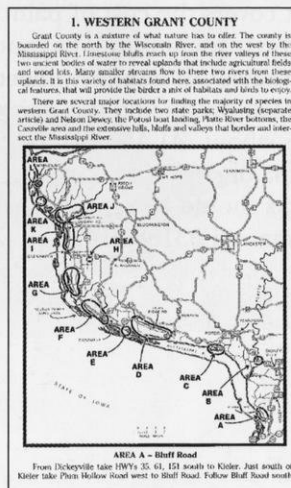 1. WESTERN GRANT COUNTY
Grant County is a mixture of what nature has to offer. The county is
bounded on the north by the Wisconsin River, and on the west by the
Mississippi River. Limestone bluffs reach up from the river valleys of these
two ancient bodies of water to reveal uplands that include agricultural fields
and wood lots. Many smaller streams flow to these two rivers from these
uplands. It is this variety of habitats found here, associated with the biologi-
cal features, that will provide the birder a mix of habitats and birds to enjoy.
There are several major locations for finding the majority of species in
western Grant County. They include two state parks; Wyalusing (separate
article) and Nelson Dewey, the Potosi boat landing, Platte River bottoms, the
Cassville area and the extensive hills, bluffs and valleys that border and inter-
sect the Mississippi River.
AREA
AREA J
AREA
K
AREA
I
AREA
H
AREA
G
AREA
F
AREA
E
AREA
D
AREA
C
AREA
B
AREA
A
STATE OF IOWA
AREA A – Bluff Road
From Dickeyville take HWYs 35, 61, 151 south to Kieler. Just south of
Kieler take Plum Hollow Road west to Bluff Road. Follow Bluff Road south